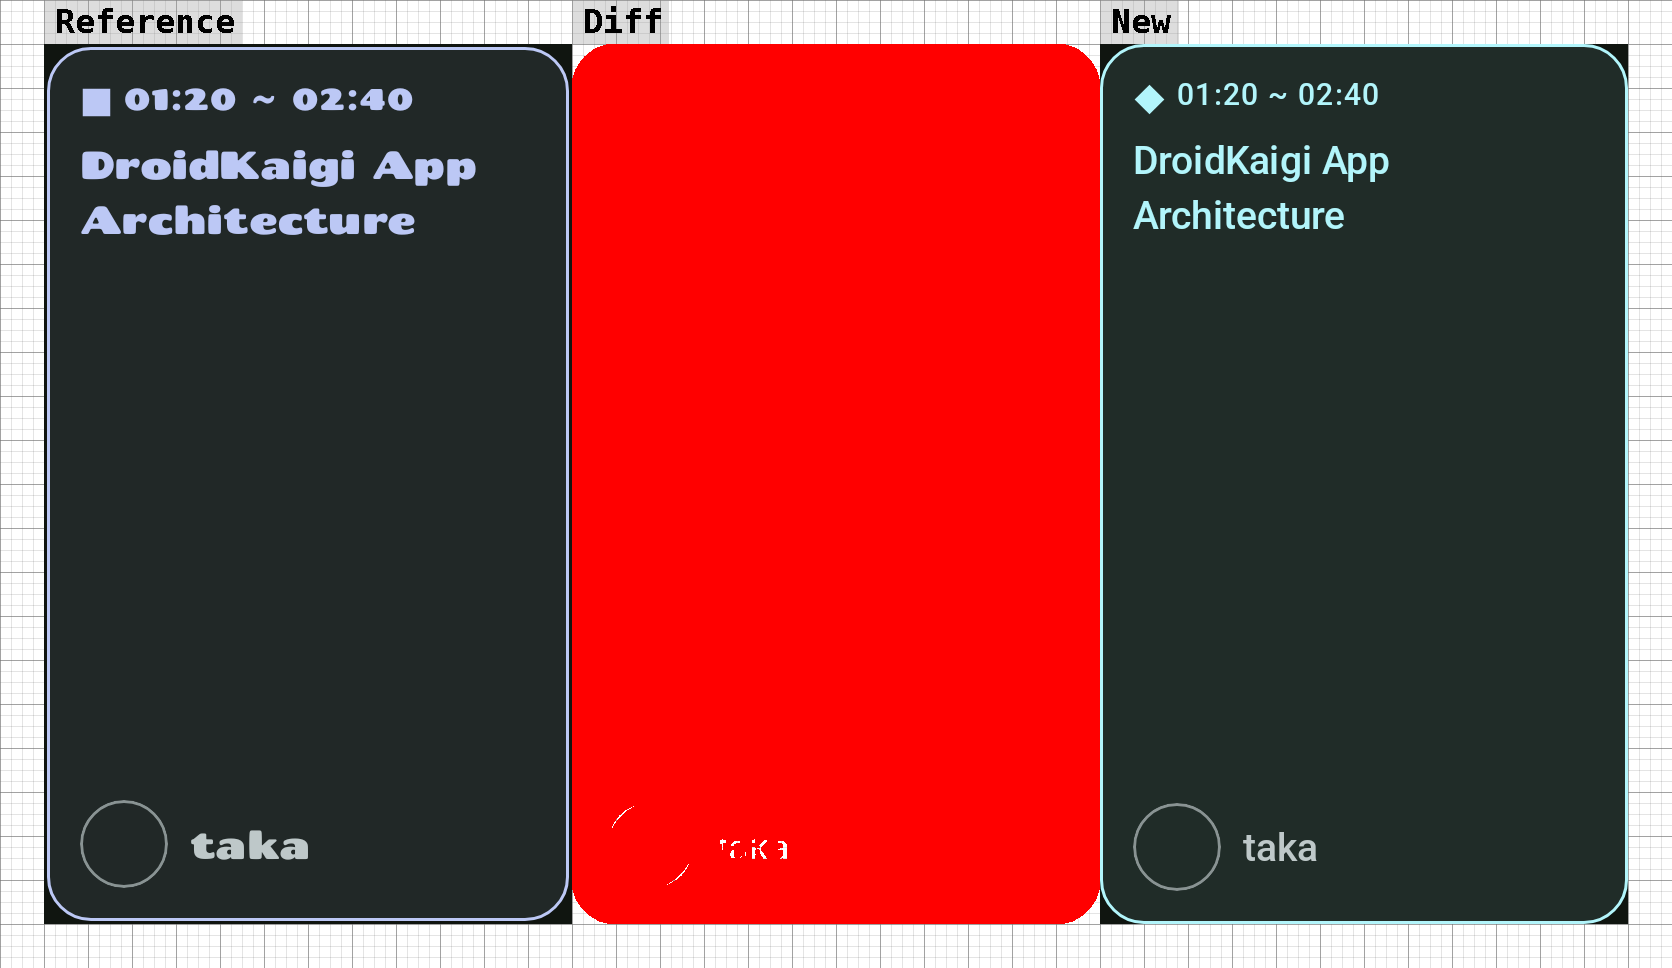 Reference
Diff
New
01:20 ~ 02:40
DroidKaigi App
Architecture
taka
taka
01:20 ~ 02:40
DroidKaigi App
Architecture
taka